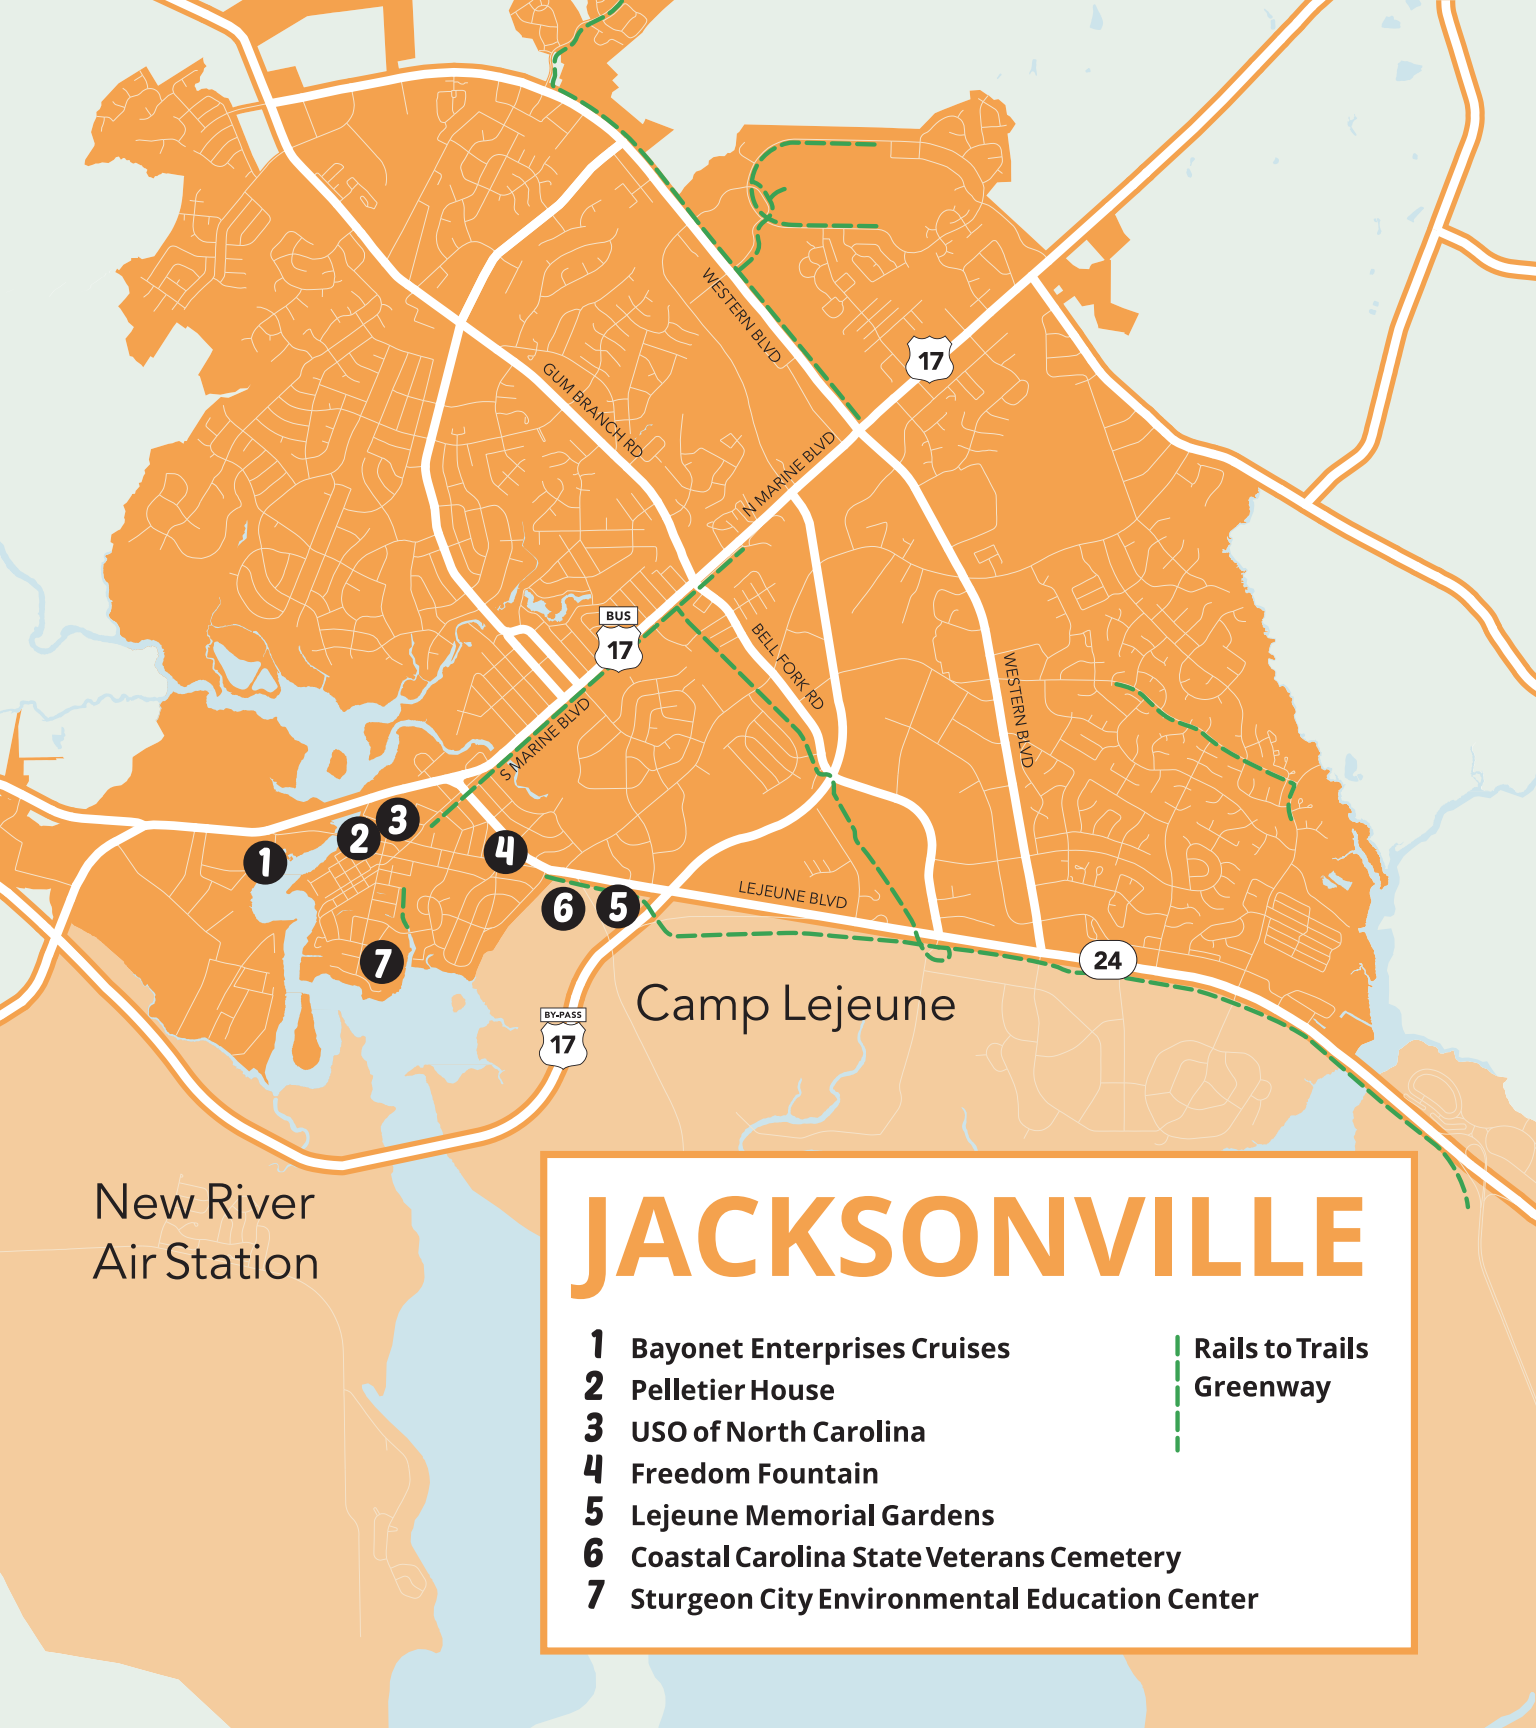 WESTERN BLVD
17
GUM BRANCH RD
N MARINE BLVD
BUS
17
BELL FORK RD
WESTERN BLVD
S MARINE BLVD
1
2
3
4
LEJEUNE BLVD
6
5
7
24
Camp Lejeune
BY-PASS
17
New River
Air Station
JACKSONVILLE
1 Bayonet Enterprises Cruises
2 Pelletier House
3 USO of North Carolina
4 Freedom Fountain
5 Lejeune Memorial Gardens
6 Coastal Carolina State Veterans Cemetery
7 Sturgeon City Environmental Education Center
Rails to Trails
Greenway